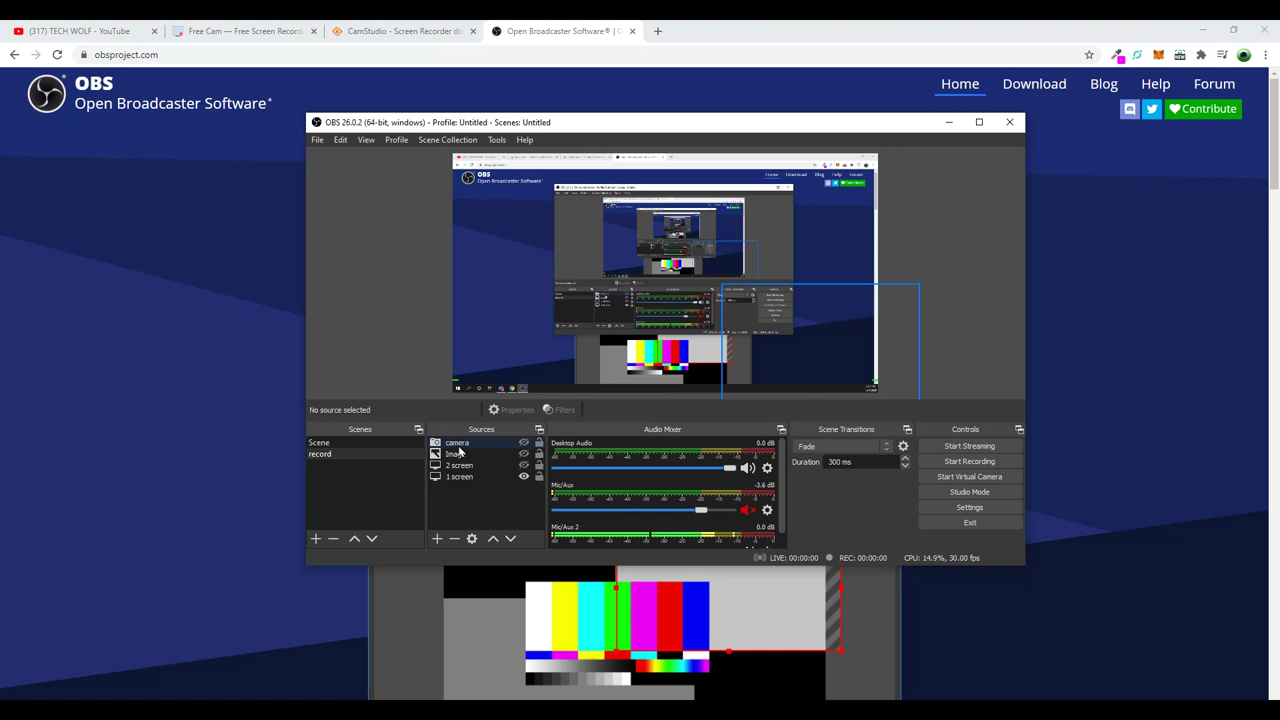 (317) TECH WOLF - YouTube
Free Cam — Free Screen Record
CamStudio - Screen Recorder do
Open Broadcaster Software® | O
obsproject.com
OBS
Open Broadcaster Software
Home
Download
Blog
Help
Forum
Contribute
OBS 26.0.2 (64-bit, windows) - Profile: Untitled - Scenes: Untitled
File
Edit
View
Profile
Scene Collection
Tools
Help
No source selected
Properties
Filters
Scenes
Sources
Audio Mixer
Scene Transitions
Controls
Scene
record
camera
Image
2 screen
1 screen
Desktop Audio
0.0 dB
Mic/Aux
-3.6 dB
Mic/Aux 2
0.0 dB
Fade
Duration
300 ms
Start Streaming
Start Recording
Start Virtual Camera
Studio Mode
Settings
Exit
LIVE: 00:00:00
REC: 00:00:00
CPU: 14.9%, 30.00 fps